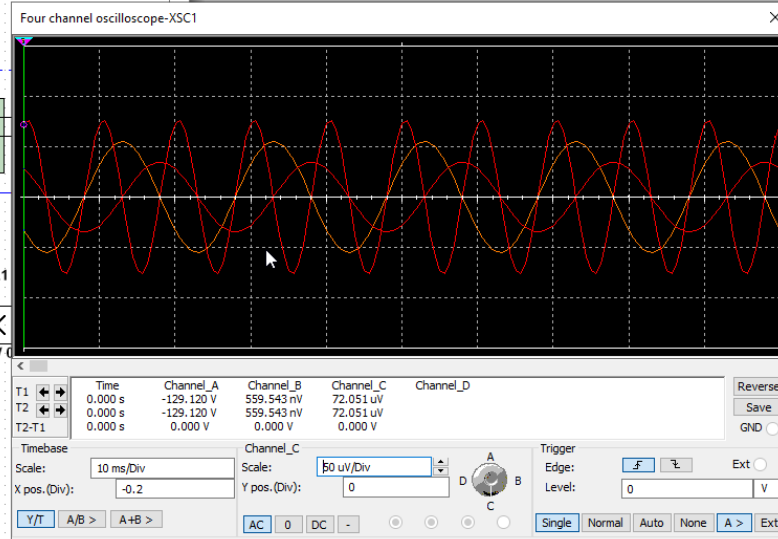 Four channel oscilloscope-XSC1
Time Channel_A Channel_B Channel_C Channel_D
T1 0.000 s -129.120 V 559.543 nV 72.051 uV
T2 0.000 s -129.120 V 559.543 nV 72.051 uV
T2-T1 0.000 s 0.000 V 0.000 V 0.000 V
Reverse
Save
GND
Timebase
Scale: 10 ms/Div
X pos.(Div): -0.2
Y/T A/B > A+B >
Channel_C
Scale: 50 uV/Div
Y pos.(Div): 0
AC 0 DC -
A
D B
C
Trigger
Edge: Ext
Level: 0 V
Single Normal Auto None A > Ext